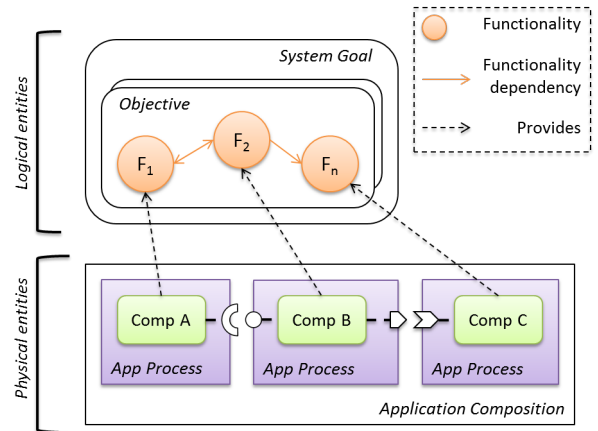 Logical entities
System Goal
Objective
F1
F2
Fn
Functionality
Functionality
dependency
Provides
Physical entities
Comp A
Comp B
Comp C
App Process
App Process
App Process
Application Composition